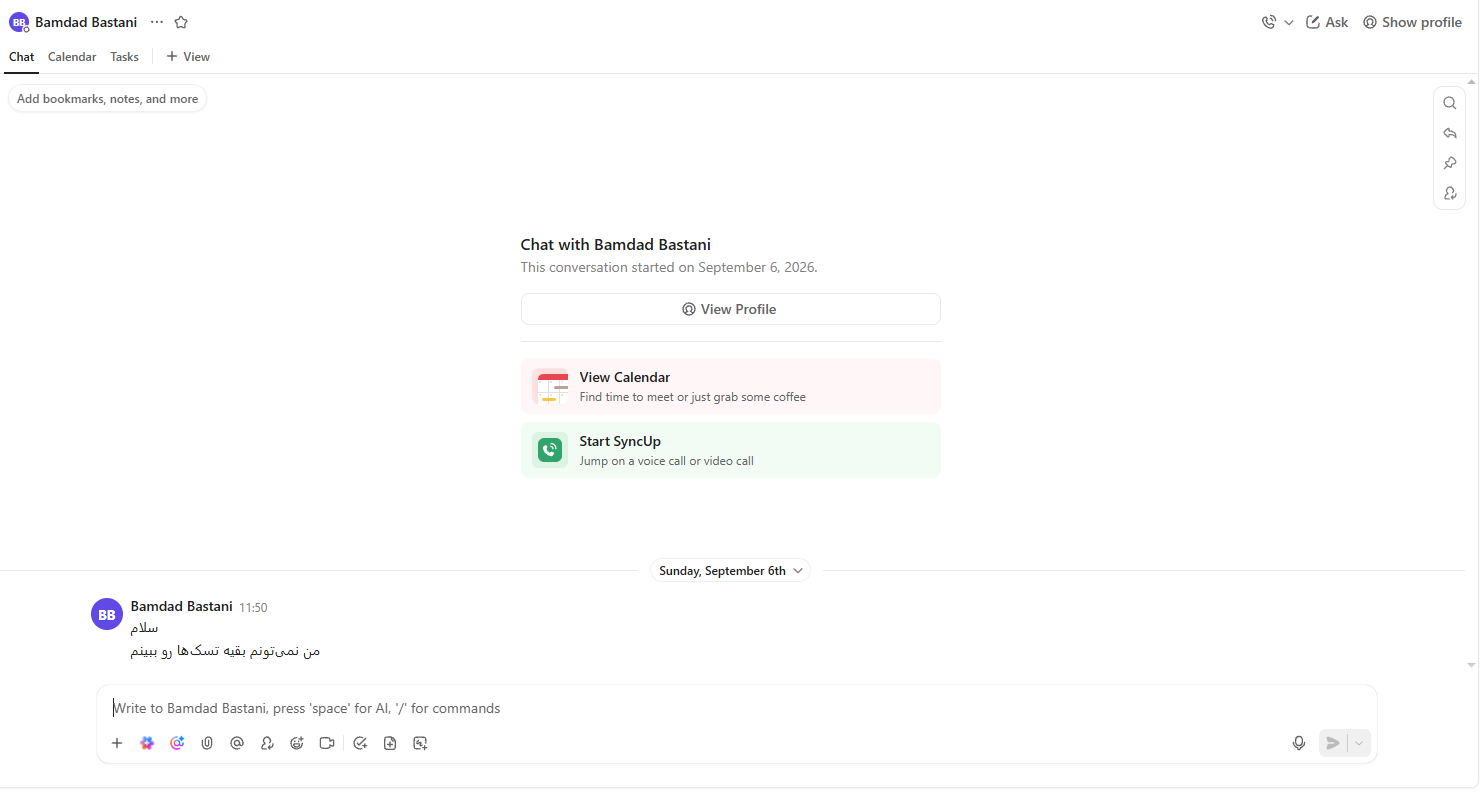 BB Bamdad Bastani
Ask
Show profile
Chat
Calendar
Tasks
View
Add bookmarks, notes, and more
Chat with Bamdad Bastani
This conversation started on September 6, 2026.
View Profile
View Calendar
Find time to meet or just grab some coffee
Start SyncUp
Jump on a voice call or video call
Sunday, September 6th
BB Bamdad Bastani 11:50
سلام
من نمی‌تونم بقیه تسک‌ها رو ببینم
Write to Bamdad Bastani, press 'space' for AI, '/' for commands